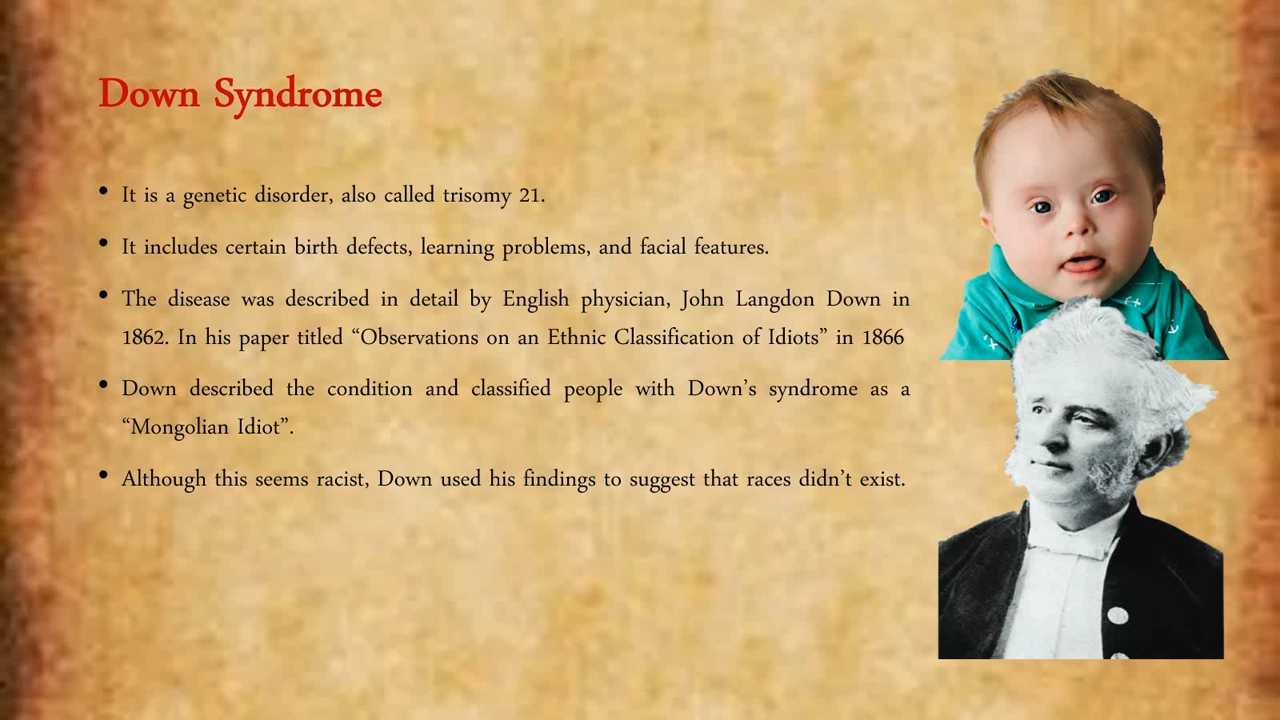 Down Syndrome
• It is a genetic disorder, also called trisomy 21.
• It includes certain birth defects, learning problems, and facial features.
• The disease was described in detail by English physician, John Langdon Down in
1862. In his paper titled “Observations on an Ethnic Classification of Idiots” in 1866
• Down described the condition and classified people with Down’s syndrome as a
“Mongolian Idiot”.
• Although this seems racist, Down used his findings to suggest that races didn’t exist.